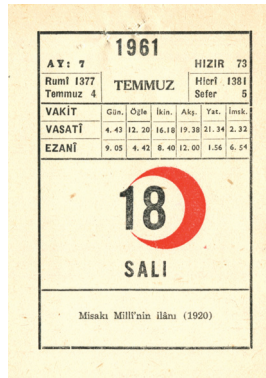 1961
AY: 7 HIZIR 73
Rumî 1377 TEMMUZ Hicrî 1381
Temmuz 4 Sefer 5
VAKİT Gün. Öğle İkin. Akş. Yat. İmsk.
VASATÎ 4.43 12.20 16.18 19.38 21.34 2.32
EZANÎ 9.05 4.42 8.40 12.00 1.56 6.54
18
SALI
Misakı Millî'nin ilânı (1920)